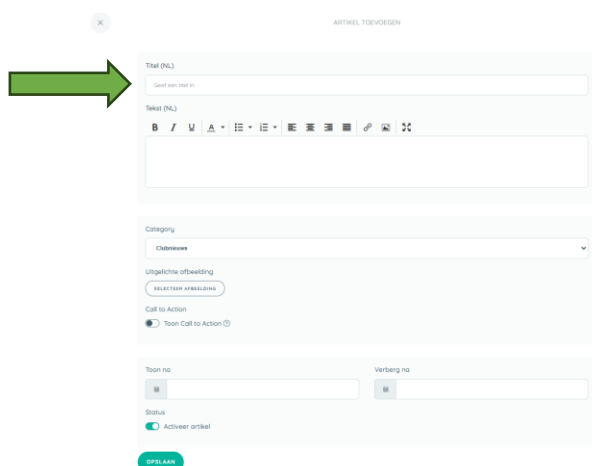 ARTIKEL TOEVOEGEN
Titel (NL)
Geef een titel in
Tekst (NL)
B I U A
Category
Clubnieuws
Uitgelichte afbeelding
SELECTEER AFBEELDING
Call to Action
Toon Call to Action ?
Toon na Verberg na
Status
Activeer artikel
OPSLAAN